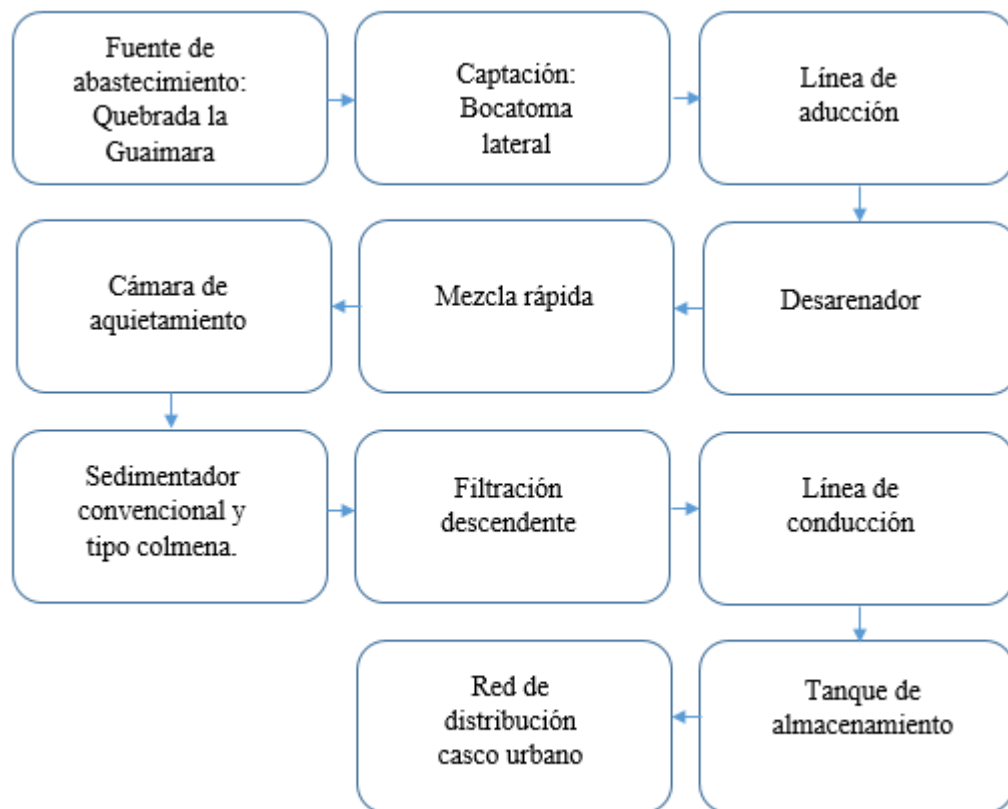 Fuente de
abastecimiento:
Quebrada la
Guaimara
Captación:
Bocatoma
lateral
Línea de
aducción
Desarenador
Mezcla rápida
Cámara de
aquietamiento
Sedimentador
convencional y
tipo colmena.
Filtración
descendente
Línea de
conducción
Tanque de
almacenamiento
Red de
distribución
casco urbano